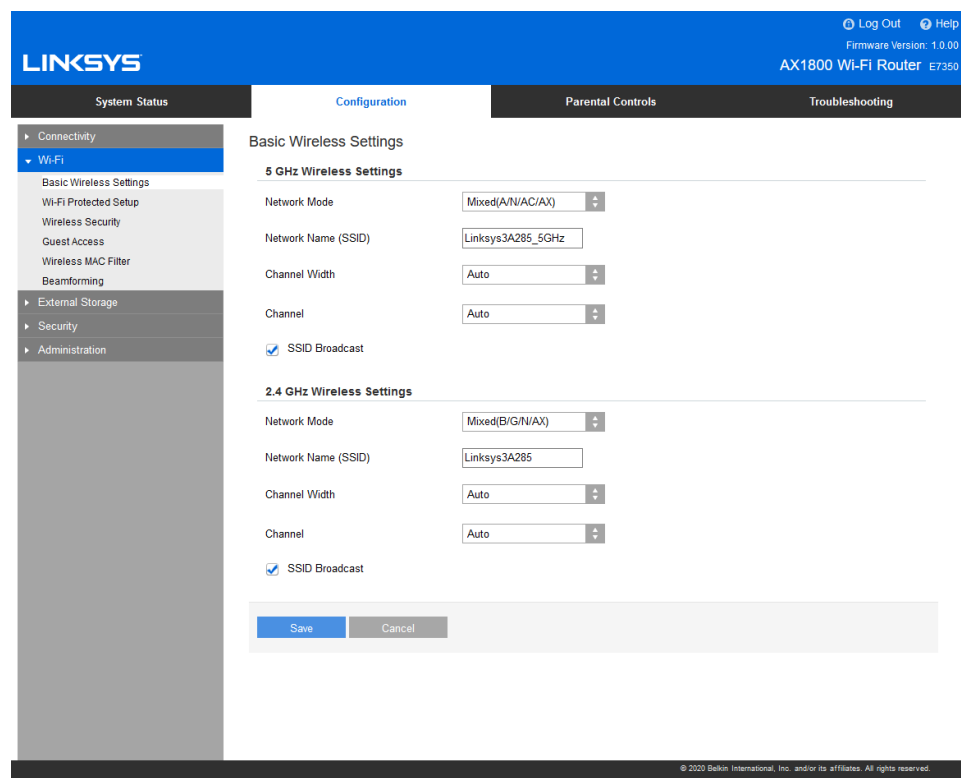 Log Out Help
Firmware Version: 1.0.00
LINKSYS
AX1800 Wi-Fi Router E7350
System Status Configuration Parental Controls Troubleshooting
Connectivity
Wi-Fi
Basic Wireless Settings
Wi-Fi Protected Setup
Wireless Security
Guest Access
Wireless MAC Filter
Beamforming
External Storage
Security
Administration
Basic Wireless Settings
5 GHz Wireless Settings
Network Mode Mixed(A/N/AC/AX)
Network Name (SSID) Linksys3A285_5GHz
Channel Width Auto
Channel Auto
SSID Broadcast
2.4 GHz Wireless Settings
Network Mode Mixed(B/G/N/AX)
Network Name (SSID) Linksys3A285
Channel Width Auto
Channel Auto
SSID Broadcast
Save Cancel
© 2020 Belkin International, Inc. and/or its affiliates. All rights reserved.